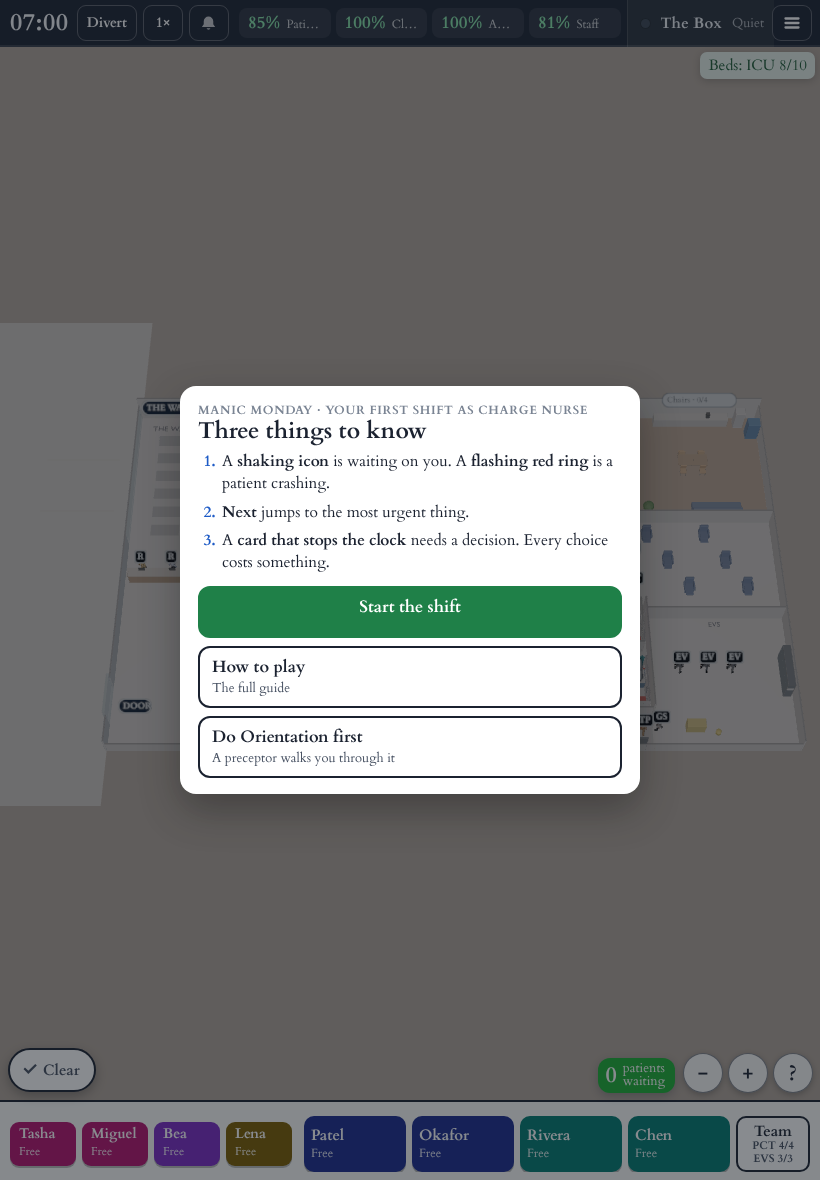 07:00 Divert 1× 85% Pati… 100% Cl… 100% A… 81% Staff The Box Quiet
Beds: ICU 8/10
MANIC MONDAY · YOUR FIRST SHIFT AS CHARGE NURSE
Three things to know
1. A shaking icon is waiting on you. A flashing red ring is a
patient crashing.
2. Next jumps to the most urgent thing.
3. A card that stops the clock needs a decision. Every choice
costs something.
Start the shift
How to play
The full guide
Do Orientation first
A preceptor walks you through it
THE WA
THE W
R R
DOOR
EVS
EV EV EV
GS
Clear
0 patients
waiting
− + ?
Tasha
Free
Miguel
Free
Bea
Free
Lena
Free
Patel
Free
Okafor
Free
Rivera
Free
Chen
Free
Team
PCT 4/4
EVS 3/3